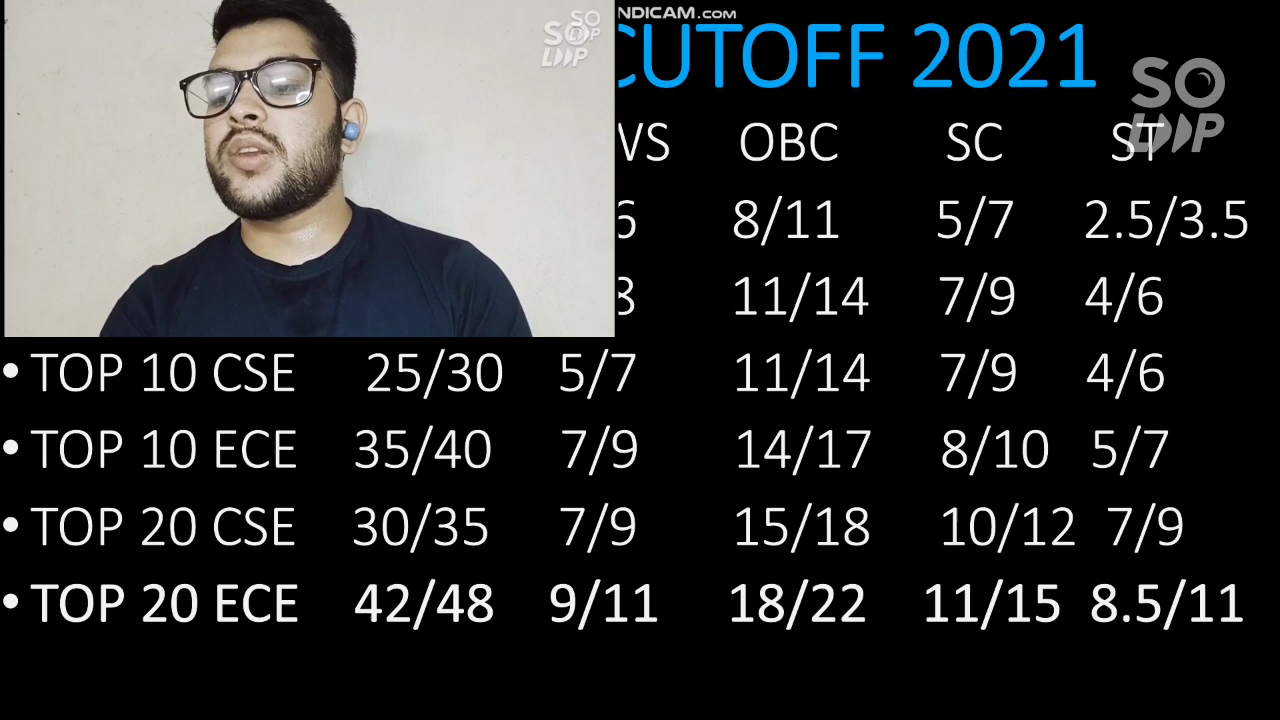 NDICAM.COM
SO
LOOP
CUTOFF 2021
SO
LOOP
WS OBC SC ST
6 8/11 5/7 2.5/3.5
8 11/14 7/9 4/6
• TOP 10 CSE 25/30 5/7 11/14 7/9 4/6
• TOP 10 ECE 35/40 7/9 14/17 8/10 5/7
• TOP 20 CSE 30/35 7/9 15/18 10/12 7/9
• TOP 20 ECE 42/48 9/11 18/22 11/15 8.5/11